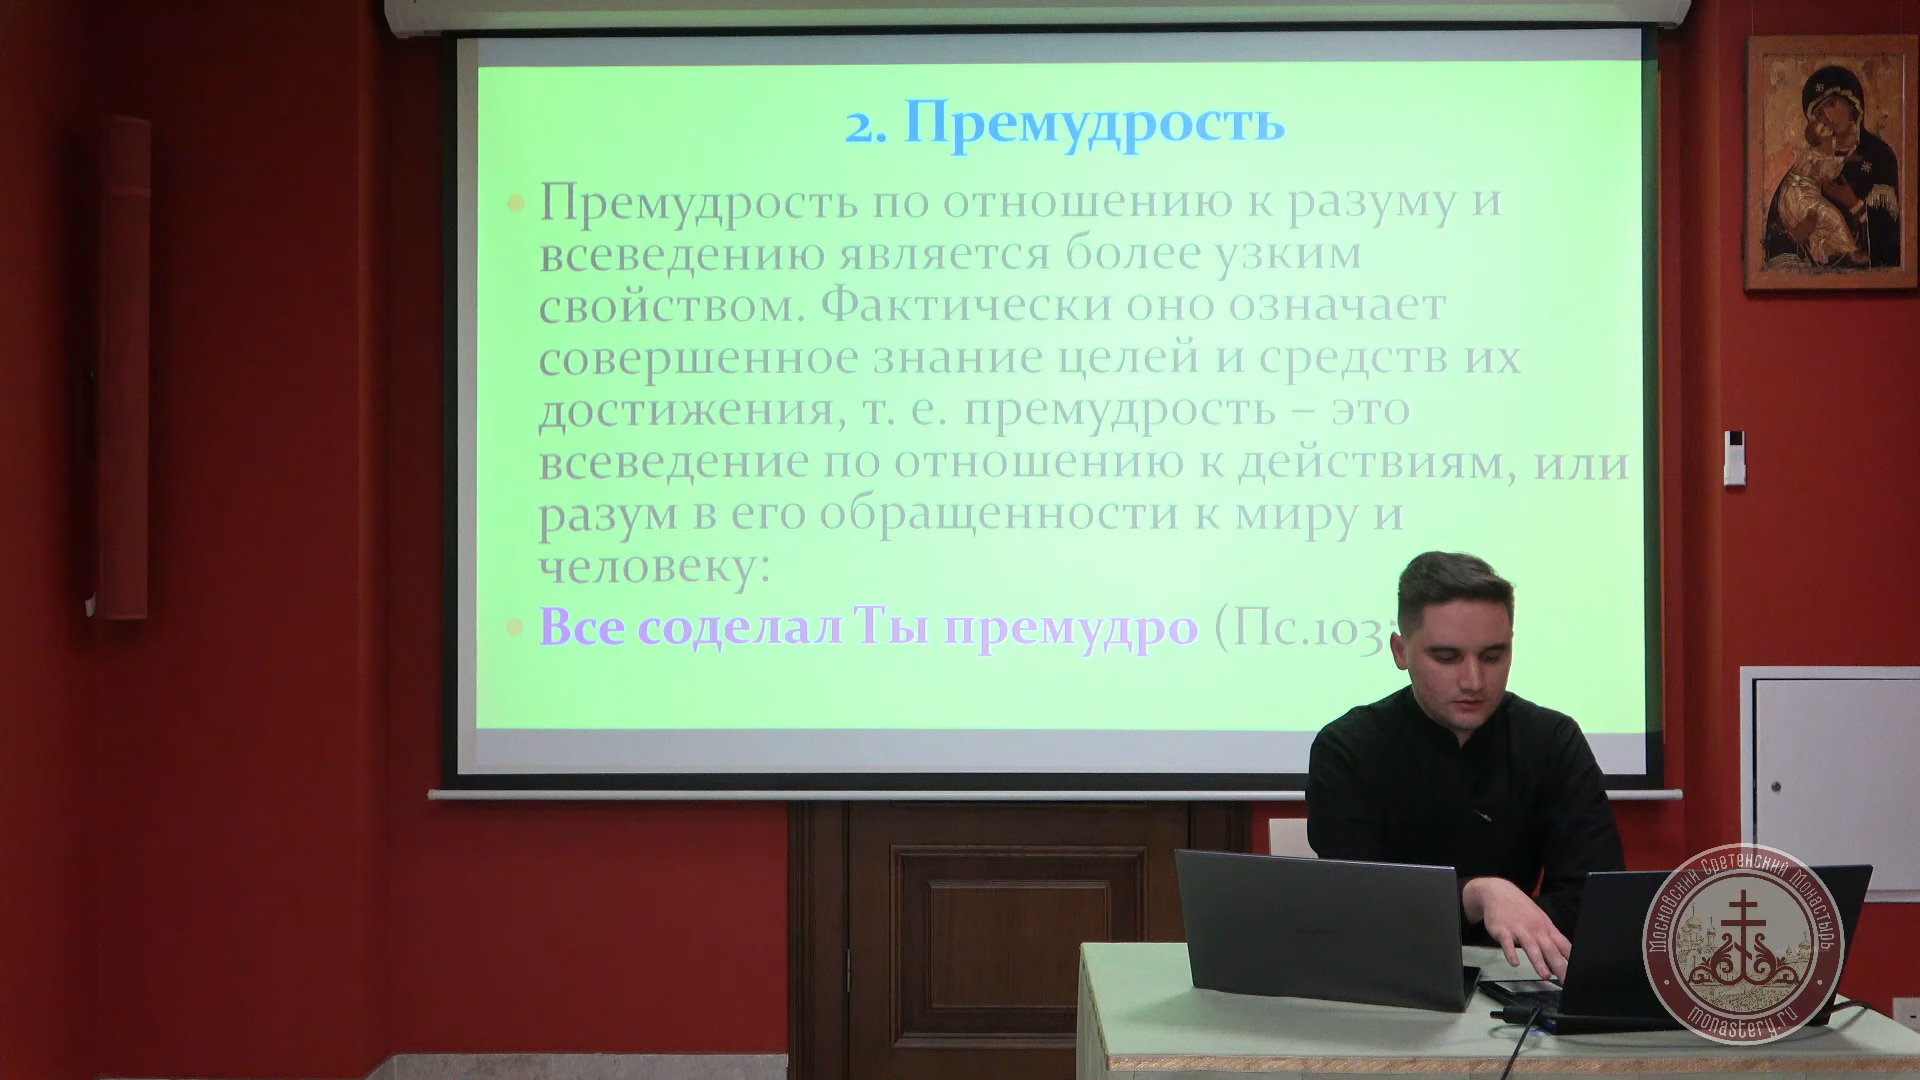 2. Премудрость
• Премудрость по отношению к разуму и
всеведению является более узким
свойством. Фактически оно означает
совершенное знание целей и средств их
достижения, т. е. премудрость – это
всеведение по отношению к действиям, или
разум в его обращенности к миру и
человеку:
• Все соделал Ты премудро (Пс.103:
Московский Сретенский Монастырь
monastery.ru